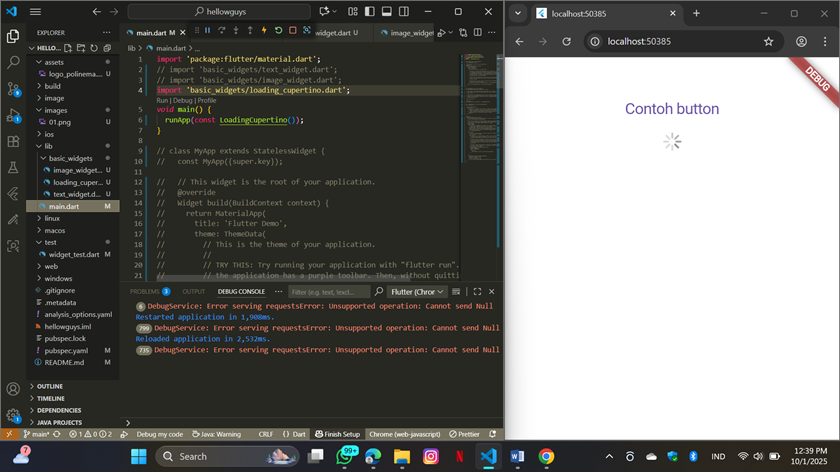 hellowguys
EXPLORER
HELLO...
assets
logo_polinema...
build
image
images
01.png
U
ios
lib
basic_widgets
image_widget... U
loading_cuper... U
text_widget.d... U
main.dart M
linux
macos
test
widget_test.dart M
web
windows
.gitignore
.metadata
analysis_options.yaml
hellowguys.iml
pubspec.lock
pubspec.yaml M
README.md M
OUTLINE
TIMELINE
DEPENDENCIES
JAVA PROJECTS
main.dart M
widget.dart U
image_widget
lib > main.dart > ...
1 import 'package:flutter/material.dart';
2 // import 'basic_widgets/text_widget.dart';
3 // import 'basic_widgets/image_widget.dart';
4 import 'basic_widgets/loading_cupertino.dart';
Run | Debug | Profile
5 void main() {
6 runApp(const LoadingCupertino());
7 }
8
9 // class MyApp extends StatelessWidget {
10 // const MyApp({super.key});
11
12 // // This widget is the root of your application.
13 // @override
14 // Widget build(BuildContext context) {
15 // return MaterialApp(
16 // title: 'Flutter Demo',
17 // theme: ThemeData(
18 // // This is the theme of your application.
19 // //
20 // // TRY THIS: Try running your application with "flutter run".
21 // // the application has a purple toolbar. Then, without quitti
PROBLEMS 3 OUTPUT DEBUG CONSOLE ... Filter (e.g. text, !exclud... Flutter (Chror
6 DebugService: Error serving requestsError: Unsupported operation: Cannot send Null
Restarted application in 1,908ms.
799 DebugService: Error serving requestsError: Unsupported operation: Cannot send Null
Reloaded application in 2,532ms.
735 DebugService: Error serving requestsError: Unsupported operation: Cannot send Null
main* 1 0 2 Debug my code Java: Warning CRLF {} Dart Finish Setup Chrome (web-javascript) Prettier
localhost:50385
localhost:50385
DEBUG
Contoh button
Search
99+
IND
12:39 PM
10/1/2025